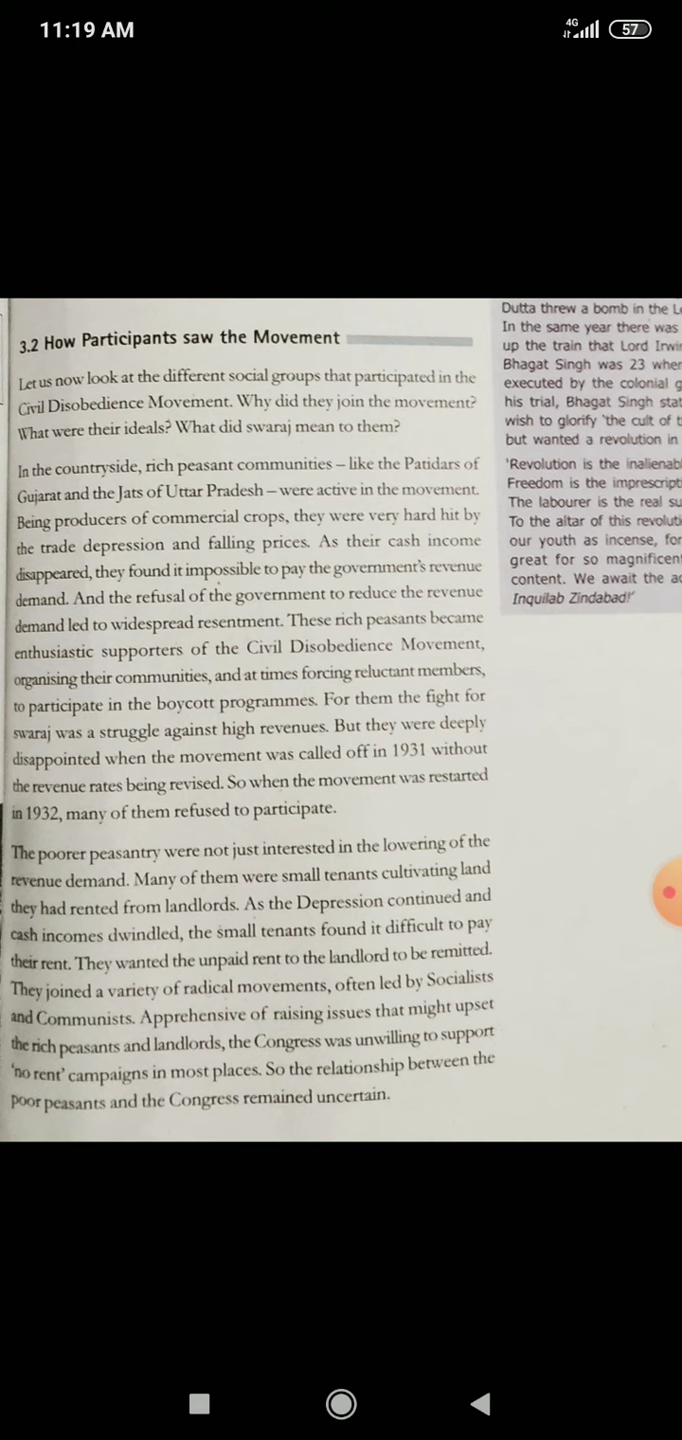 11:19 AM
4G
57
3.2 How Participants saw the Movement
Let us now look at the different social groups that participated in the
Civil Disobedience Movement. Why did they join the movement?
What were their ideals? What did swaraj mean to them?
In the countryside, rich peasant communities – like the Patidars of
Gujarat and the Jats of Uttar Pradesh – were active in the movement.
Being producers of commercial crops, they were very hard hit by
the trade depression and falling prices. As their cash income
disappeared, they found it impossible to pay the government's revenue
demand. And the refusal of the government to reduce the revenue
demand led to widespread resentment. These rich peasants became
enthusiastic supporters of the Civil Disobedience Movement,
organising their communities, and at times forcing reluctant members,
to participate in the boycott programmes. For them the fight for
swaraj was a struggle against high revenues. But they were deeply
disappointed when the movement was called off in 1931 without
the revenue rates being revised. So when the movement was restarted
in 1932, many of them refused to participate.
The poorer peasantry were not just interested in the lowering of the
revenue demand. Many of them were small tenants cultivating land
they had rented from landlords. As the Depression continued and
cash incomes dwindled, the small tenants found it difficult to pay
their rent. They wanted the unpaid rent to the landlord to be remitted.
They joined a variety of radical movements, often led by Socialists
and Communists. Apprehensive of raising issues that might upset
the rich peasants and landlords, the Congress was unwilling to support
'no rent' campaigns in most places. So the relationship between the
poor peasants and the Congress remained uncertain.
Dutta threw a bomb in the
In the same year there was
up the train that Lord
Bhagat Singh was 23
executed by the colonial
his trial, Bhagat Singh
wish to glorify 'the cult of
but wanted a revolution in
'Revolution is the
Freedom is the
The labourer is the real
To the altar of this
our youth as incense, for
great for so
content. We await the
Inquilab Zindabad!'